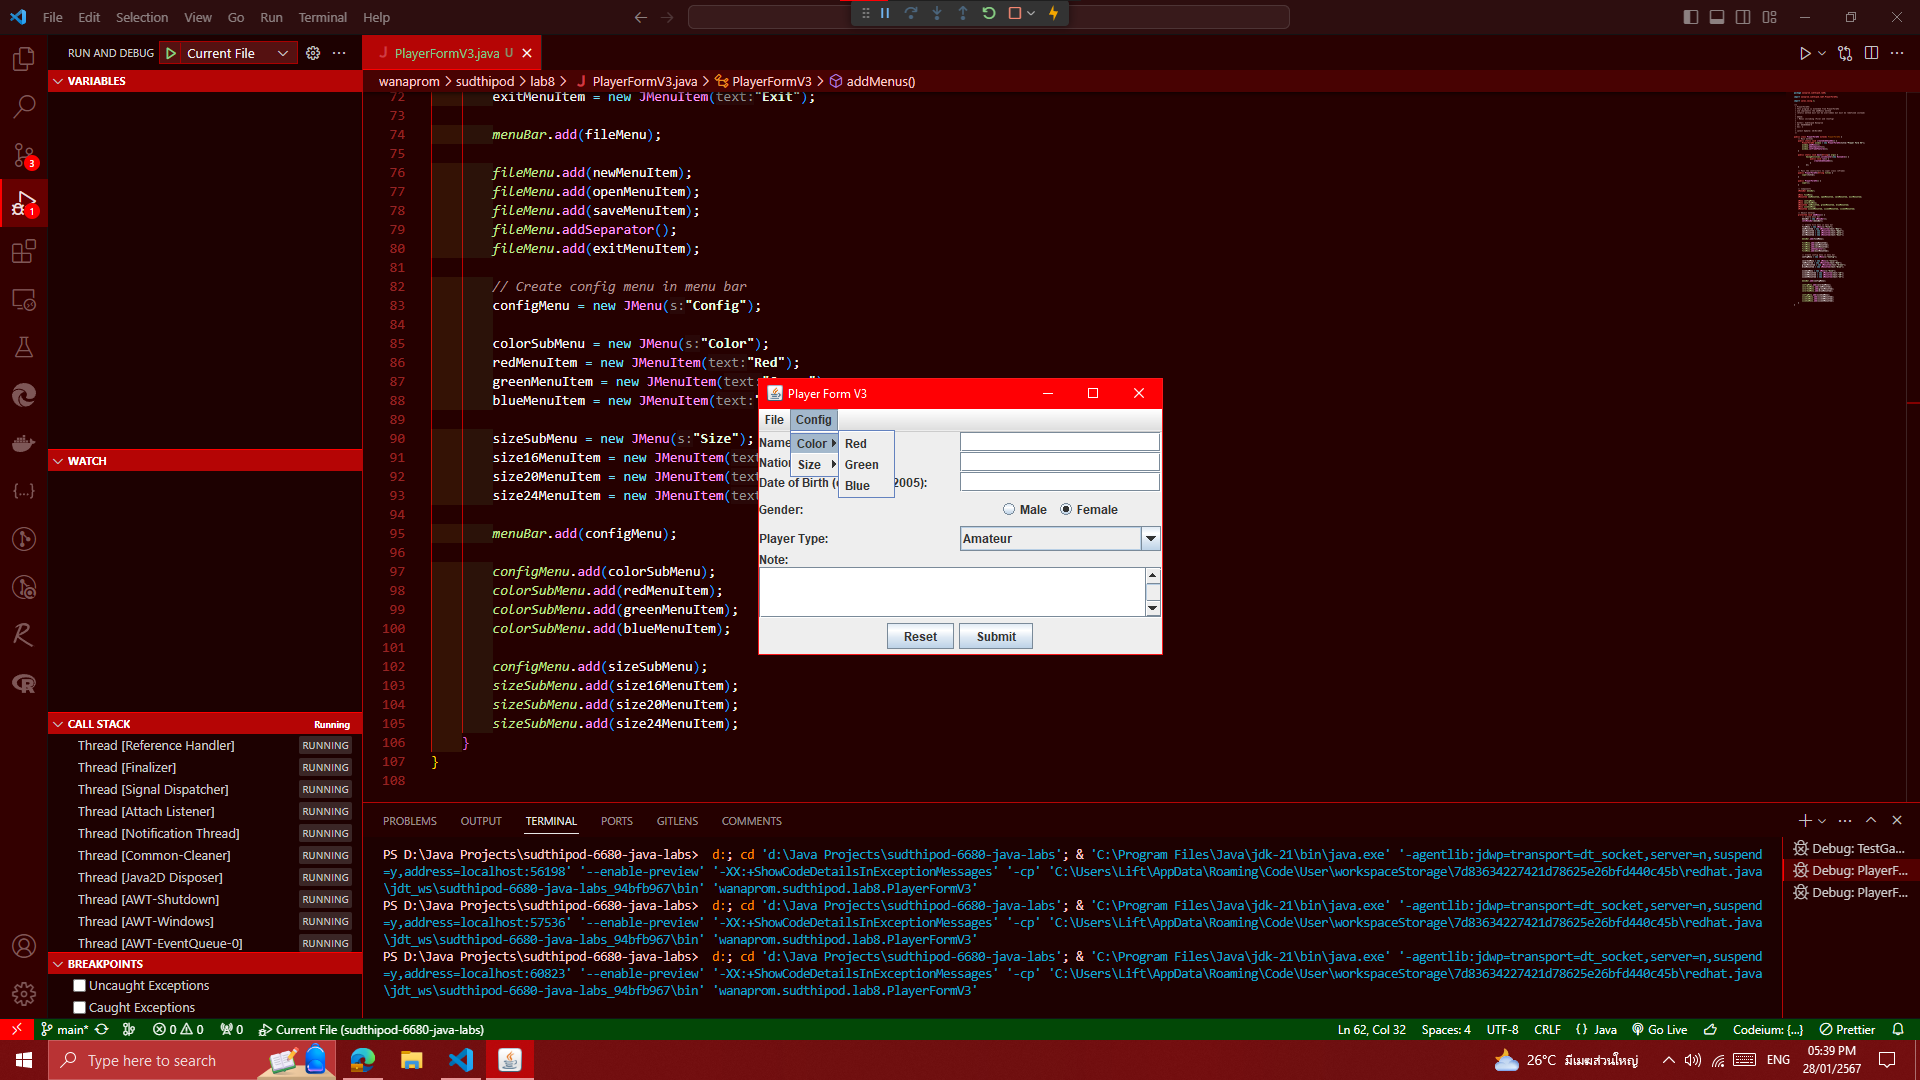 File Edit Selection View Go Run Terminal Help
RUN AND DEBUG Current File
PlayerFormV3.java U
wanaprom > sudthipod > lab8 > PlayerFormV3.java > PlayerFormV3 > addMenus()
VARIABLES
72 exitMenuItem = new JMenuItem(text:"Exit");
73
74 menuBar.add(fileMenu);
75
76 fileMenu.add(newMenuItem);
77 fileMenu.add(openMenuItem);
78 fileMenu.add(saveMenuItem);
79 fileMenu.addSeparator();
80 fileMenu.add(exitMenuItem);
81
82 // Create config menu in menu bar
83 configMenu = new JMenu(s:"Config");
84
85 colorSubMenu = new JMenu(s:"Color");
86 redMenuItem = new JMenuItem(text:"Red");
87 greenMenuItem = new JMenuItem(text:
88 blueMenuItem = new JMenuItem(text:
89
90 sizeSubMenu = new JMenu(s:"Size");
91 size16MenuItem = new JMenuItem(text
92 size20MenuItem = new JMenuItem(text
93 size24MenuItem = new JMenuItem(text
94
95 menuBar.add(configMenu);
96
97 configMenu.add(colorSubMenu);
98 colorSubMenu.add(redMenuItem);
99 colorSubMenu.add(greenMenuItem);
100 colorSubMenu.add(blueMenuItem);
101
102 configMenu.add(sizeSubMenu);
103 sizeSubMenu.add(size16MenuItem);
104 sizeSubMenu.add(size20MenuItem);
105 sizeSubMenu.add(size24MenuItem);
106 }
107 }
108
Player Form V3
File Config
Color Red
Size Green
Blue
Name
Nation
Date of Birth ( 2005):
Gender: Male Female
Player Type: Amateur
Note:
Reset Submit
WATCH
CALL STACK Running
Thread [Reference Handler] RUNNING
Thread [Finalizer] RUNNING
Thread [Signal Dispatcher] RUNNING
Thread [Attach Listener] RUNNING
Thread [Notification Thread] RUNNING
Thread [Common-Cleaner] RUNNING
Thread [Java2D Disposer] RUNNING
Thread [AWT-Shutdown] RUNNING
Thread [AWT-Windows] RUNNING
Thread [AWT-EventQueue-0] RUNNING
BREAKPOINTS
Uncaught Exceptions
Caught Exceptions
3
1
PROBLEMS OUTPUT TERMINAL PORTS GITLENS COMMENTS
PS D:\Java Projects\sudthipod-6680-java-labs> d:; cd 'd:\Java Projects\sudthipod-6680-java-labs'; & 'C:\Program Files\Java\jdk-21\bin\java.exe' '-agentlib:jdwp=transport=dt_socket,server=n,suspend
=y,address=localhost:56198' '--enable-preview' '-XX:+ShowCodeDetailsInExceptionMessages' '-cp' 'C:\Users\Lift\AppData\Roaming\Code\User\workspaceStorage\7d83634227421d78625e26bfd440c45b\redhat.java
\jdt_ws\sudthipod-6680-java-labs_94bfb967\bin' 'wanaprom.sudthipod.lab8.PlayerFormV3'
PS D:\Java Projects\sudthipod-6680-java-labs> d:; cd 'd:\Java Projects\sudthipod-6680-java-labs'; & 'C:\Program Files\Java\jdk-21\bin\java.exe' '-agentlib:jdwp=transport=dt_socket,server=n,suspend
=y,address=localhost:57536' '--enable-preview' '-XX:+ShowCodeDetailsInExceptionMessages' '-cp' 'C:\Users\Lift\AppData\Roaming\Code\User\workspaceStorage\7d83634227421d78625e26bfd440c45b\redhat.java
\jdt_ws\sudthipod-6680-java-labs_94bfb967\bin' 'wanaprom.sudthipod.lab8.PlayerFormV3'
PS D:\Java Projects\sudthipod-6680-java-labs> d:; cd 'd:\Java Projects\sudthipod-6680-java-labs'; & 'C:\Program Files\Java\jdk-21\bin\java.exe' '-agentlib:jdwp=transport=dt_socket,server=n,suspend
=y,address=localhost:60823' '--enable-preview' '-XX:+ShowCodeDetailsInExceptionMessages' '-cp' 'C:\Users\Lift\AppData\Roaming\Code\User\workspaceStorage\7d83634227421d78625e26bfd440c45b\redhat.java
\jdt_ws\sudthipod-6680-java-labs_94bfb967\bin' 'wanaprom.sudthipod.lab8.PlayerFormV3'
Debug: TestGa...
Debug: PlayerF...
Debug: PlayerF...
main* 0 0 0 Current File (sudthipod-6680-java-labs) Ln 62, Col 32 Spaces: 4 UTF-8 CRLF {} Java Go Live Codeium: {...} Prettier
Type here to search 26°C มีเมฆส่วนใหญ่ ENG 05:39 PM
28/01/2567